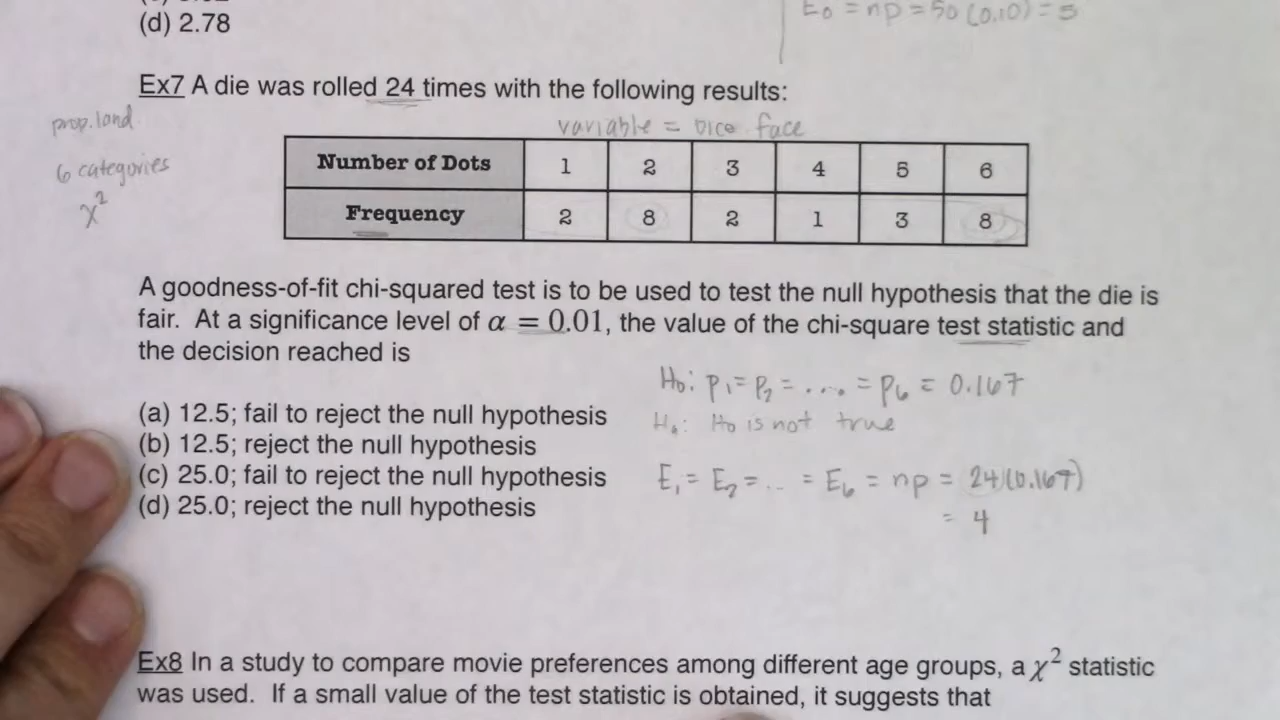 (d) 2.78
E₀ = np = 50(0.10) = 5
Ex7 A die was rolled 24 times with the following results:
prop. land
variable = Dice face
6 categories
χ²
Number of Dots 1 2 3 4 5 6
Frequency 2 8 2 1 3 8
A goodness-of-fit chi-squared test is to be used to test the null hypothesis that the die is
fair. At a significance level of α = 0.01, the value of the chi-square test statistic and
the decision reached is
(a) 12.5; fail to reject the null hypothesis
(b) 12.5; reject the null hypothesis
(c) 25.0; fail to reject the null hypothesis
(d) 25.0; reject the null hypothesis
H₀: p₁ = p₂ = .... = p₆ = 0.167
Hₐ: H₀ is not true
E₁ = E₂ = ... = E₆ = np = 24(0.167)
= 4
Ex8 In a study to compare movie preferences among different age groups, a χ² statistic
was used. If a small value of the test statistic is obtained, it suggests that